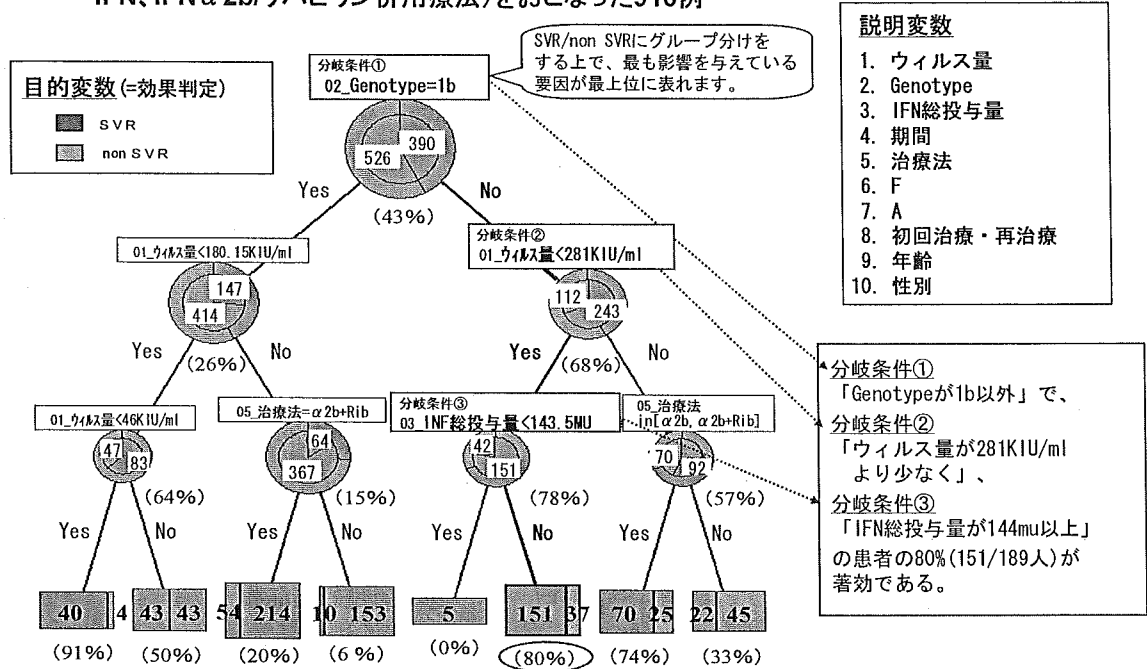 目的変数(=効果判定)
SVR
non SVR
SVR/non SVRにグループ分けを
する上で、最も影響を与えている
要因が最上位に表れます。
説明変数
1. ウィルス量
2. Genotype
3. IFN総投与量
4. 期間
5. 治療法
6. F
7. A
8. 初回治療・再治療
9. 年齢
10. 性別
分岐条件①
02_Genotype=1b
526 390
Yes (43%) No
01_ウィルス量<180.15KIU/ml
147
414
Yes (26%) No
分岐条件②
01_ウィルス量<281KIU/ml
112
243
Yes (68%) No
01_ウィルス量<46KIU/ml
47 83
(64%)
Yes No
05_治療法=α2b+Rib
64
367
(15%)
Yes No
分岐条件③
03_INF総投与量<143.5MU
42
151
(78%)
Yes No
05_治療法
in[α2b, α2b+Rib]
70 92
(57%)
Yes No
40 4 43 43 54 214 10 153 5 151 37 70 25 22 45
(91%) (50%) (20%) (6%) (0%) (80%) (74%) (33%)
分岐条件①
「Genotypeが1b以外」で、
分岐条件②
「ウィルス量が281KIU/ml
より少なく」、
分岐条件③
「IFN総投与量が144mu以上」
の患者の80%(151/189人)が
著効である。